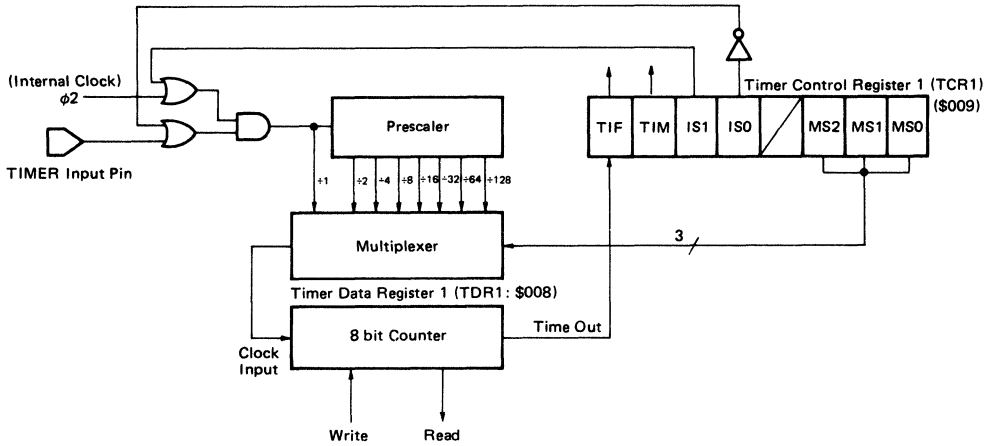 (Internal Clock)
φ2
TIMER Input Pin
Prescaler
÷1 ÷2 ÷4 ÷8 ÷16 ÷32 ÷64 ÷128
Multiplexer
Timer Data Register 1 (TDR1: $008)
8 bit Counter
Clock
Input
Write
Read
Time Out
3
Timer Control Register 1 (TCR1)
($009)
TIF TIM IS1 IS0 MS2 MS1 MS0